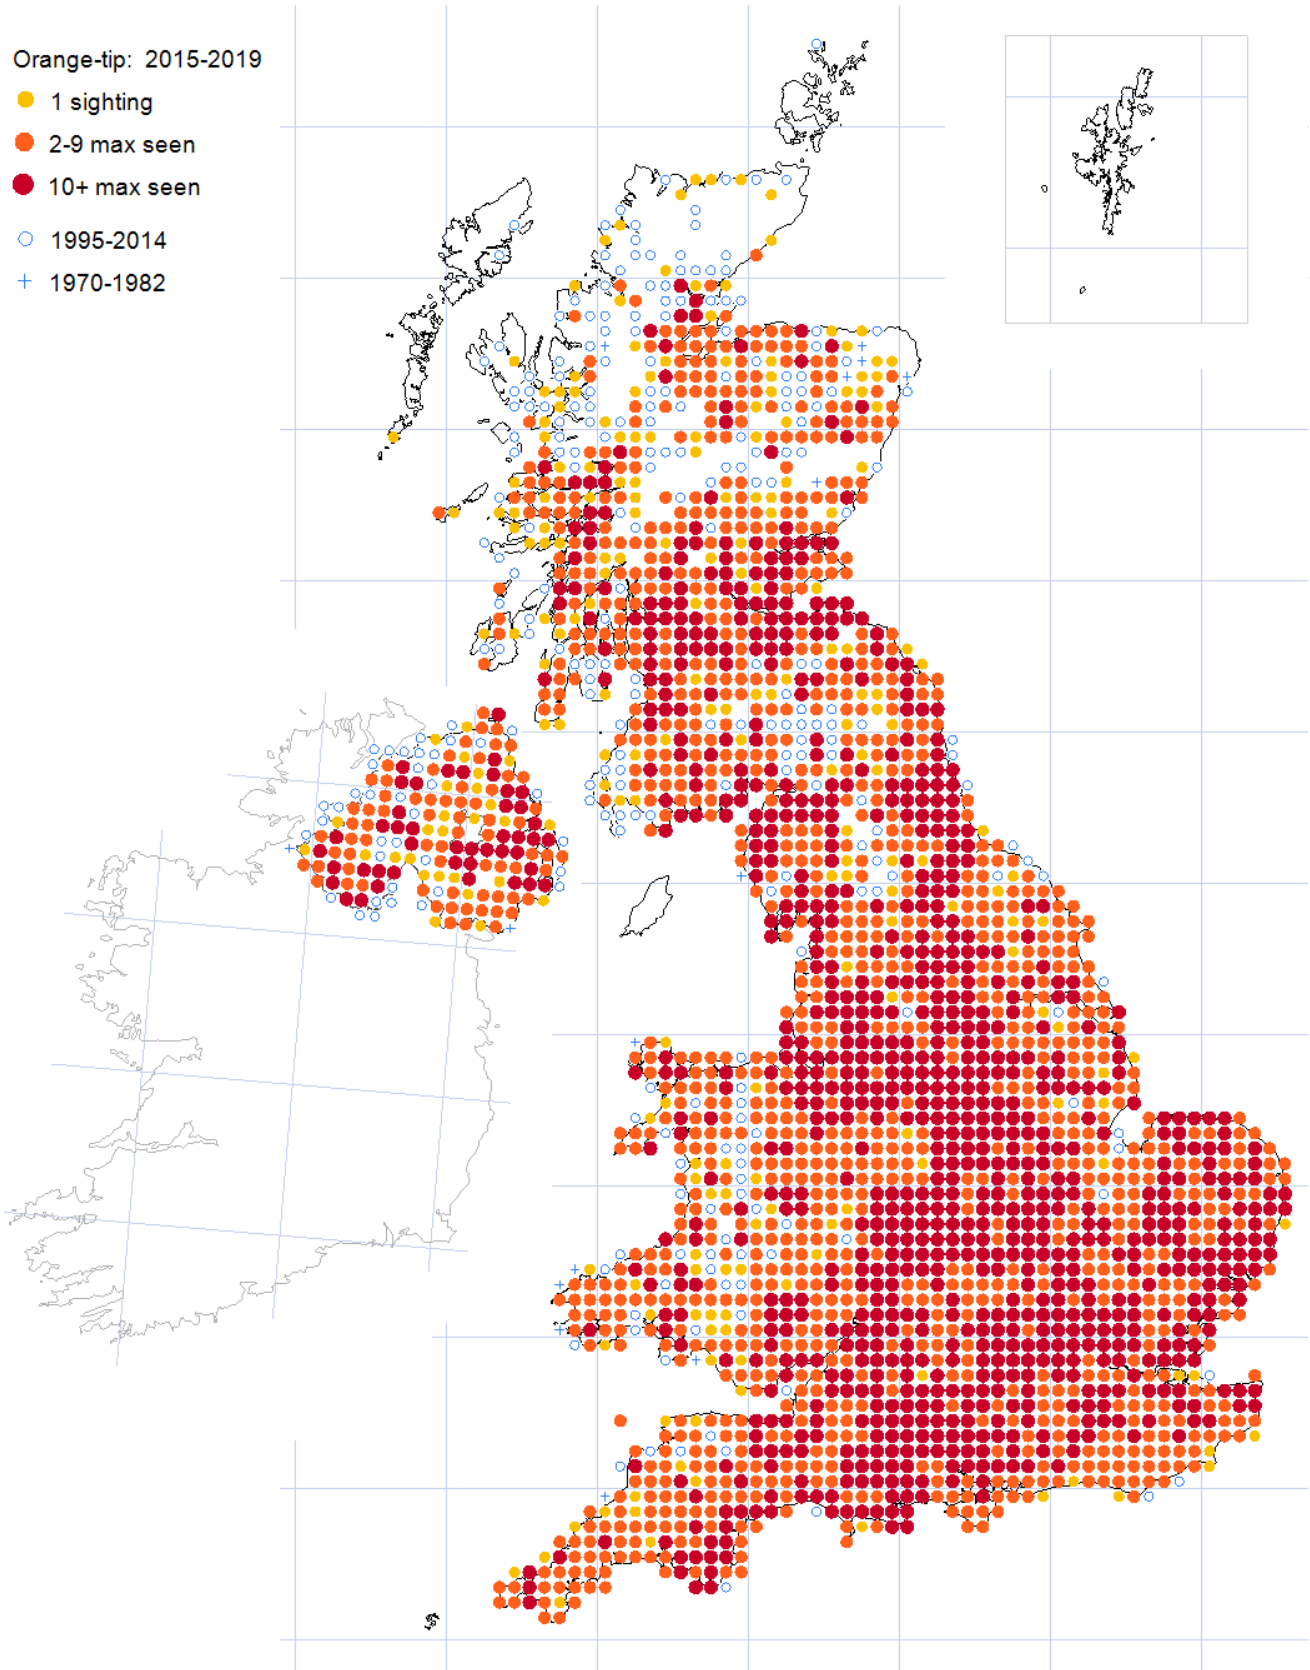 Orange-tip: 2015-2019
1 sighting
2-9 max seen
10+ max seen
1995-2014
1970-1982